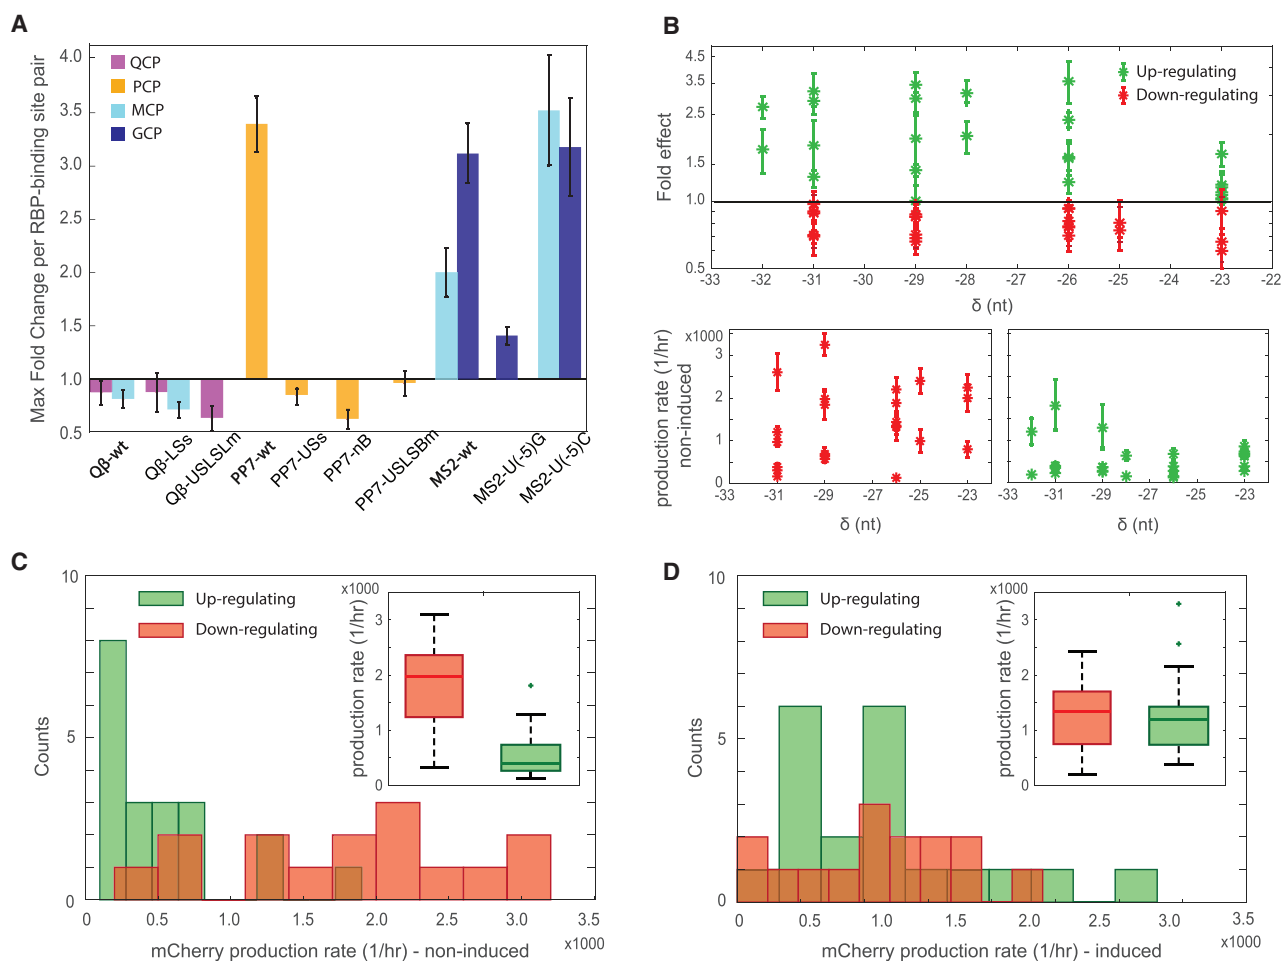 A
Max Fold Change per RBP-binding site pair
4.0
3.5
3.0
2.5
2.0
1.5
1.0
0.5
QCP
PCP
MCP
GCP
Qβ-wt
Qβ-LSs
Qβ-USLSLm
PP7-wt
PP7-USs
PP7-nB
PP7-USLSBm
MS2-wt
MS2-U(-5)G
MS2-U(-5)C
B
Fold effect
4.5
3.5
2.5
1.5
1.0
0.5
Up-regulating
Down-regulating
-33 -32 -31 -30 -29 -28 -27 -26 -25 -24 -23 -22
δ (nt)
production rate (1/hr)
non-induced
x1000
3
2
1
0
-33 -31 -29 -27 -25 -23
δ (nt)
-33 -31 -29 -27 -25 -23
δ (nt)
C
Counts
10
5
0
Up-regulating
Down-regulating
x1000
production rate (1/hr)
3
2
1
0
0 0.5 1.0 1.5 2.0 2.5 3.0 3.5
x1000
mCherry production rate (1/hr) - non-induced
D
Counts
10
5
0
Up-regulating
Down-regulating
x1000
production rate (1/hr)
3
2
1
0
0 0.5 1.0 1.5 2.0 2.5 3.0 3.5
x1000
mCherry production rate (1/hr) - induced